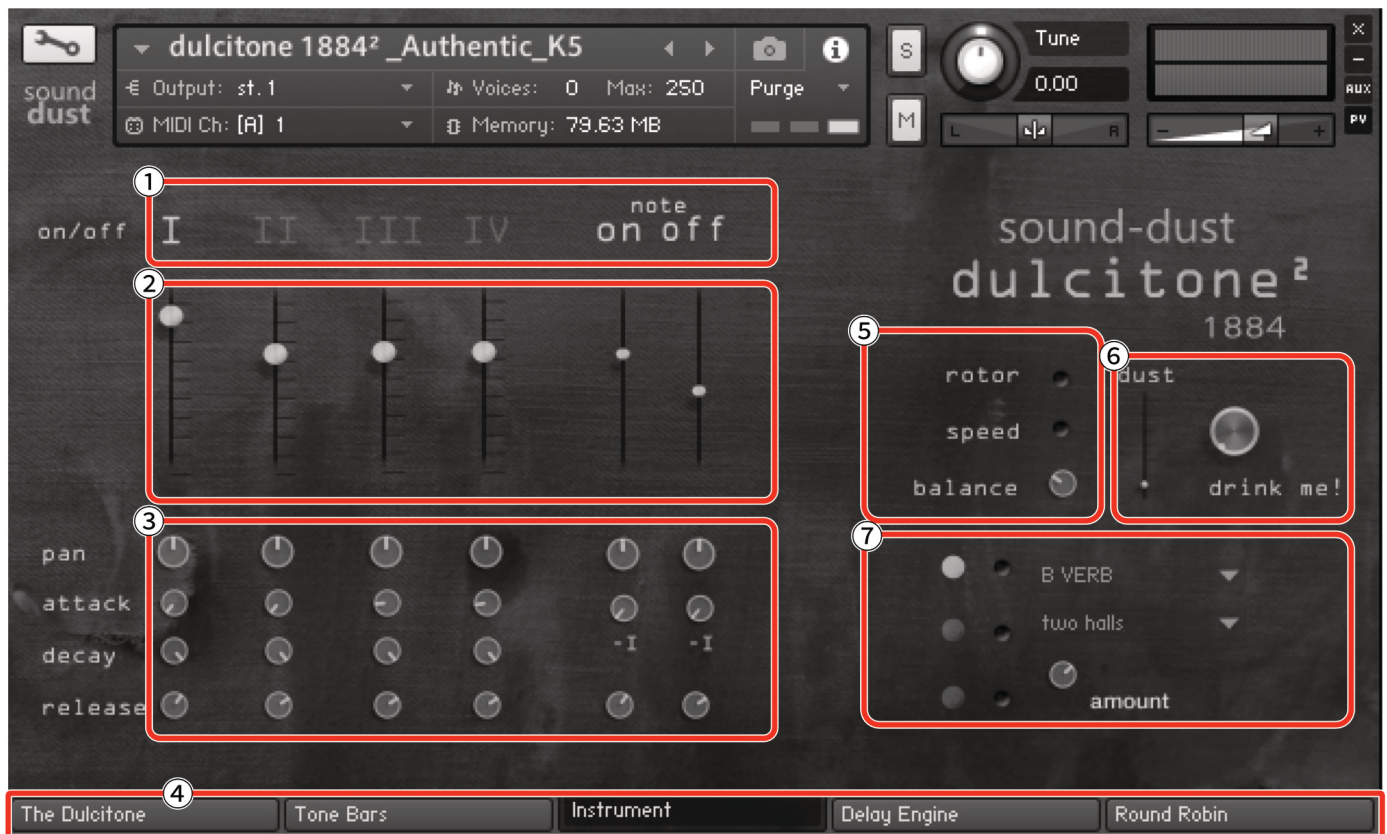 dulcitone 1884² _Authentic_K5
sound dust
Output: st.1
Voices: 0 Max: 250
Purge
MIDI Ch: [A] 1
Memory: 79.63 MB
S
M
Tune
0.00
L R
- +
×
-
AUX
PV
i
1
on/off I II III IV note on off
2
3
pan
attack
decay -I -I
release
sound-dust
dulcitone²
1884
5
rotor
speed
balance
6
dust
drink me!
7
B VERB
two halls
amount
4
The Dulcitone
Tone Bars
Instrument
Delay Engine
Round Robin